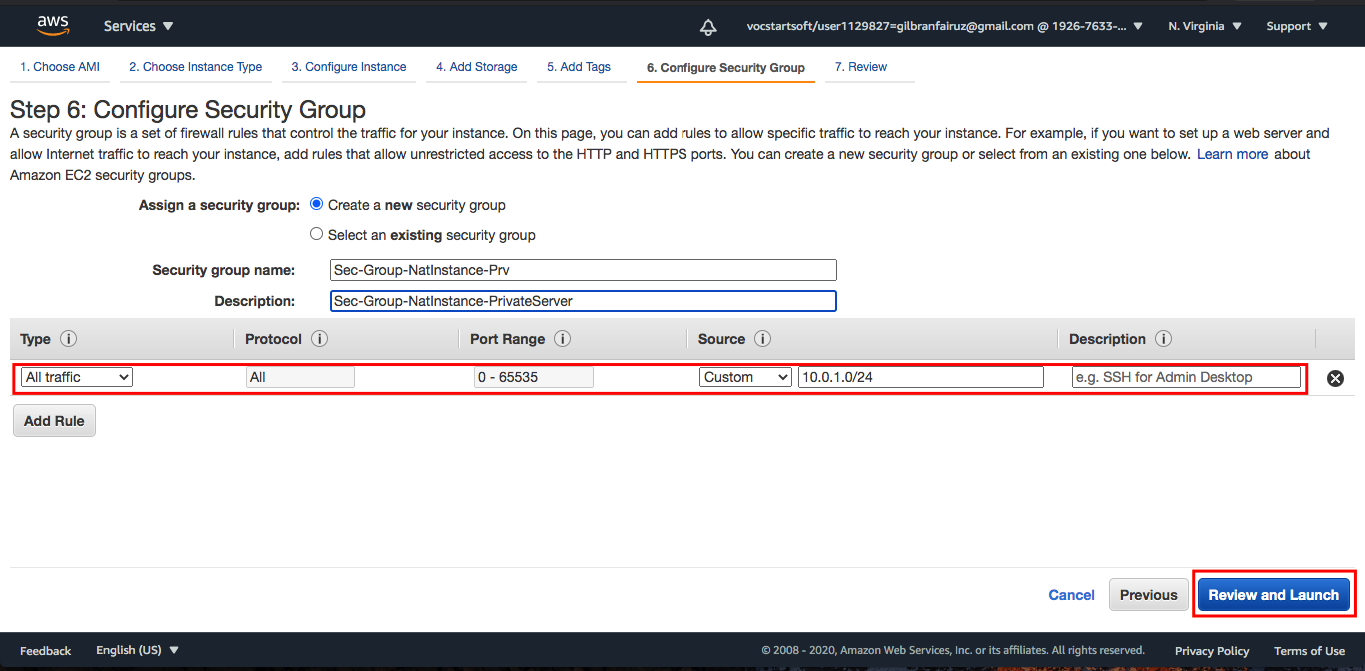 aws
Services
vocstartsoft/user1129827=gilbranfairuz@gmail.com @ 1926-7633-...
N. Virginia
Support
1. Choose AMI
2. Choose Instance Type
3. Configure Instance
4. Add Storage
5. Add Tags
6. Configure Security Group
7. Review
Step 6: Configure Security Group
A security group is a set of firewall rules that control the traffic for your instance. On this page, you can add rules to allow specific traffic to reach your instance. For example, if you want to set up a web server and
allow Internet traffic to reach your instance, add rules that allow unrestricted access to the HTTP and HTTPS ports. You can create a new security group or select from an existing one below. Learn more about
Amazon EC2 security groups.
Assign a security group: Create a new security group
Select an existing security group
Security group name: Sec-Group-NatInstance-Prv
Description: Sec-Group-NatInstance-PrivateServer
Type Protocol Port Range Source Description
All traffic All 0 - 65535 Custom 10.0.1.0/24 e.g. SSH for Admin Desktop
Add Rule
Cancel Previous Review and Launch
Feedback English (US) © 2008 - 2020, Amazon Web Services, Inc. or its affiliates. All rights reserved. Privacy Policy Terms of Use